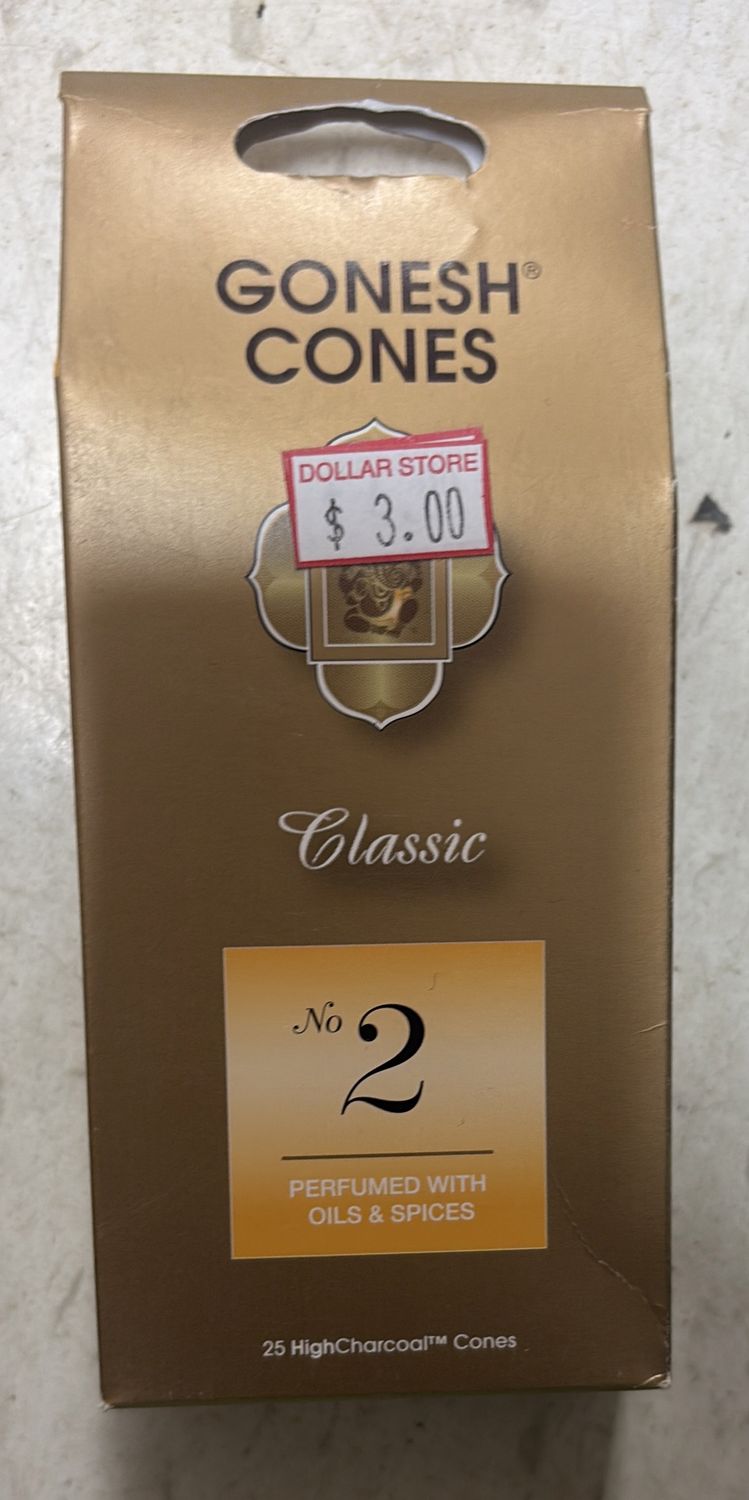 GONESH®
CONES
DOLLAR STORE
$ 3.00
Classic
No 2
PERFUMED WITH
OILS & SPICES
25 HighCharcoal™ Cones